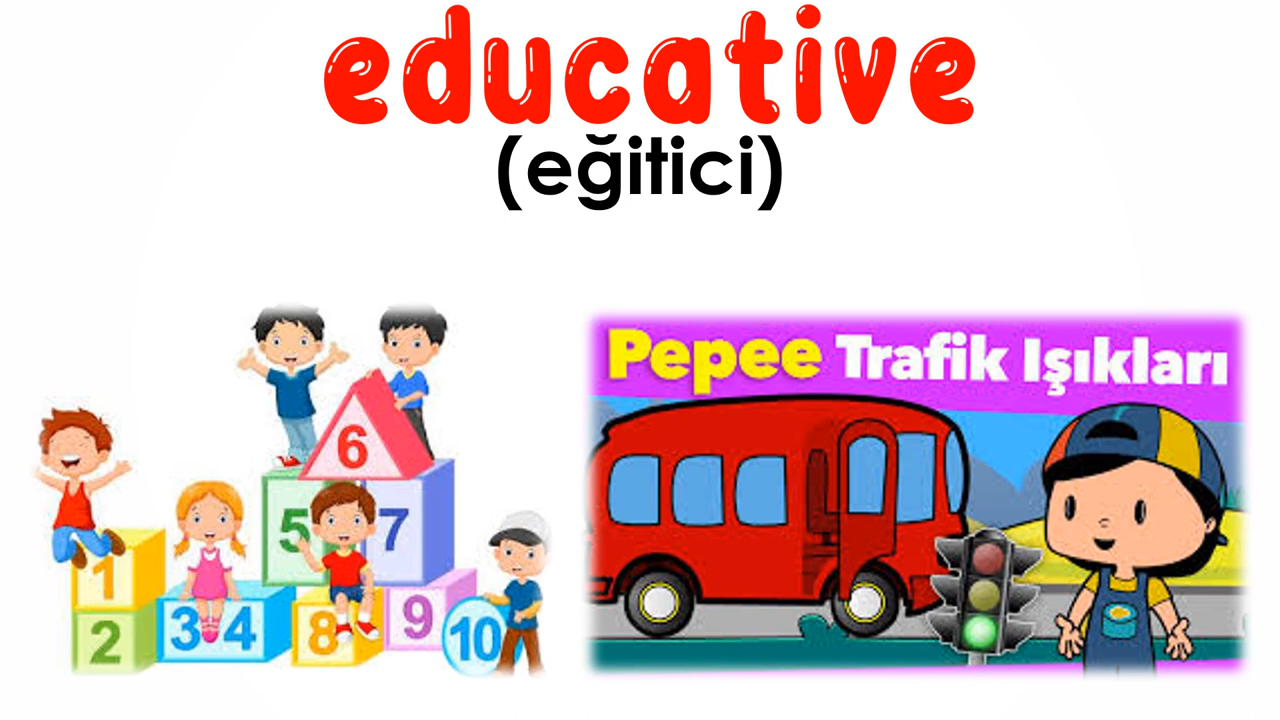 educative
(eğitici)
Pepee Trafik Işıkları
6
5 7
1
2 3 4 8 9 10